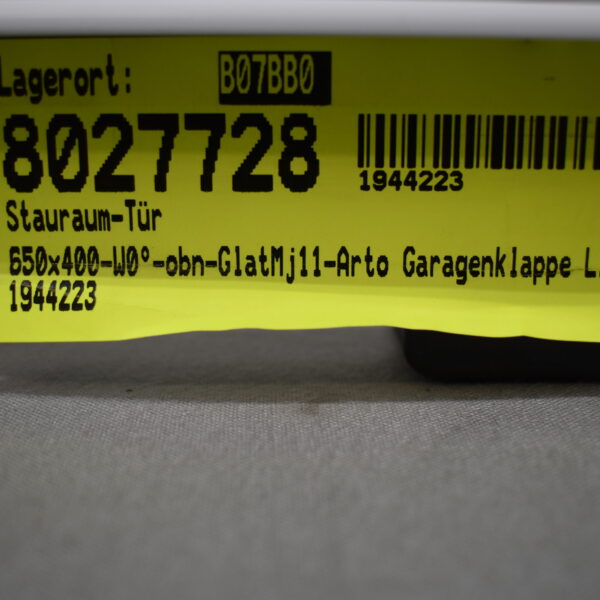 Lagerort: B07BB0
8027728
1944223
Stauraum-Tür
650x400-W0°-obn-GlatMj11-Arto Garagenklappe L
1944223